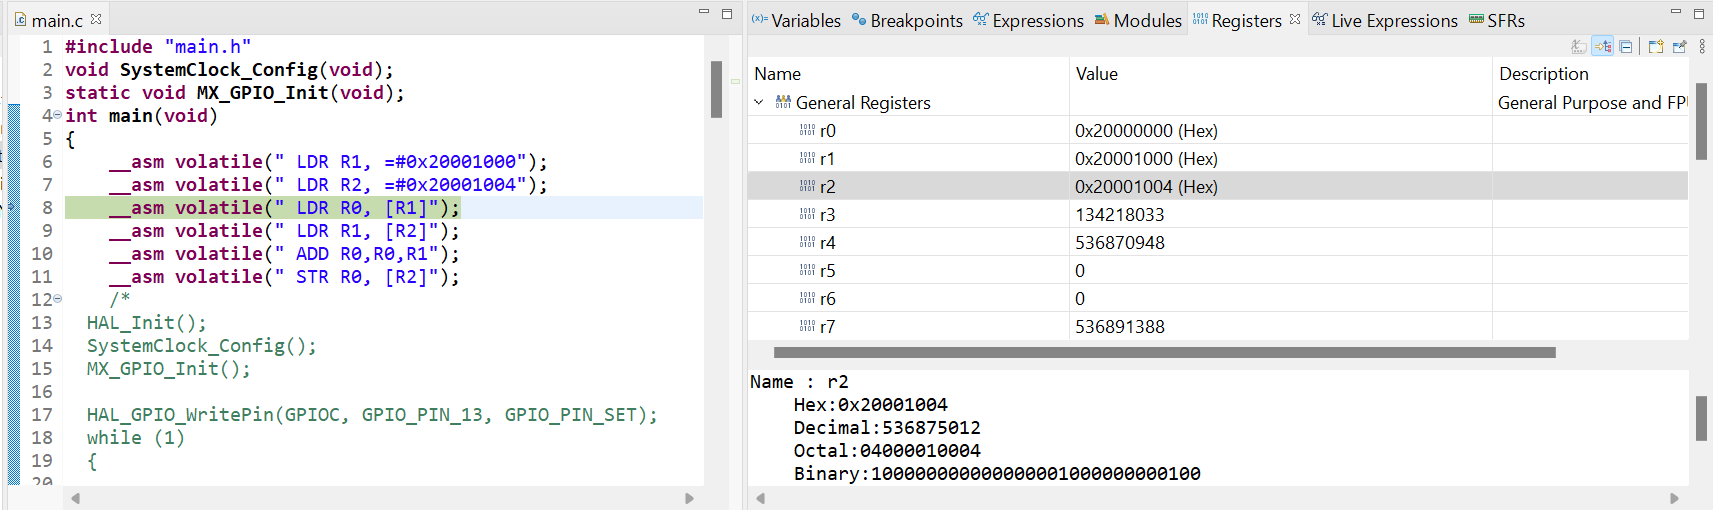 main.c
1 #include "main.h"
2 void SystemClock_Config(void);
3 static void MX_GPIO_Init(void);
4 int main(void)
5 {
6 __asm volatile(" LDR R1, =#0x20001000");
7 __asm volatile(" LDR R2, =#0x20001004");
8 __asm volatile(" LDR R0, [R1]");
9 __asm volatile(" LDR R1, [R2]");
10 __asm volatile(" ADD R0,R0,R1");
11 __asm volatile(" STR R0, [R2]");
12 /*
13 HAL_Init();
14 SystemClock_Config();
15 MX_GPIO_Init();
16
17 HAL_GPIO_WritePin(GPIOC, GPIO_PIN_13, GPIO_PIN_SET);
18 while (1)
19 {
20
(x)= Variables Breakpoints Expressions Modules Registers Live Expressions SFRs
Name Value Description
General Registers General Purpose and FP
r0 0x20000000 (Hex)
r1 0x20001000 (Hex)
r2 0x20001004 (Hex)
r3 134218033
r4 536870948
r5 0
r6 0
r7 536891388
Name : r2
Hex:0x20001004
Decimal:536875012
Octal:04000010004
Binary:100000000000000001000000000100